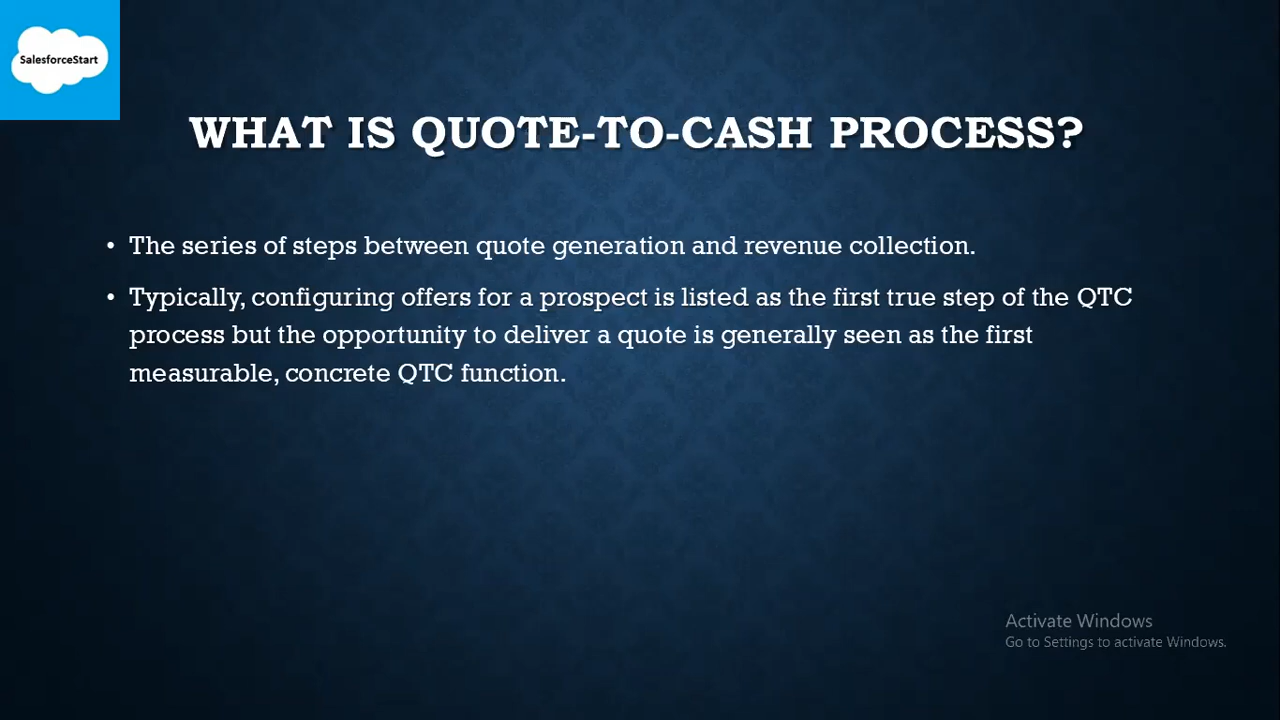 SalesforceStart
WHAT IS QUOTE-TO-CASH PROCESS?
• The series of steps between quote generation and revenue collection.
• Typically, configuring offers for a prospect is listed as the first true step of the QTC
process but the opportunity to deliver a quote is generally seen as the first
measurable, concrete QTC function.
Activate Windows
Go to Settings to activate Windows.